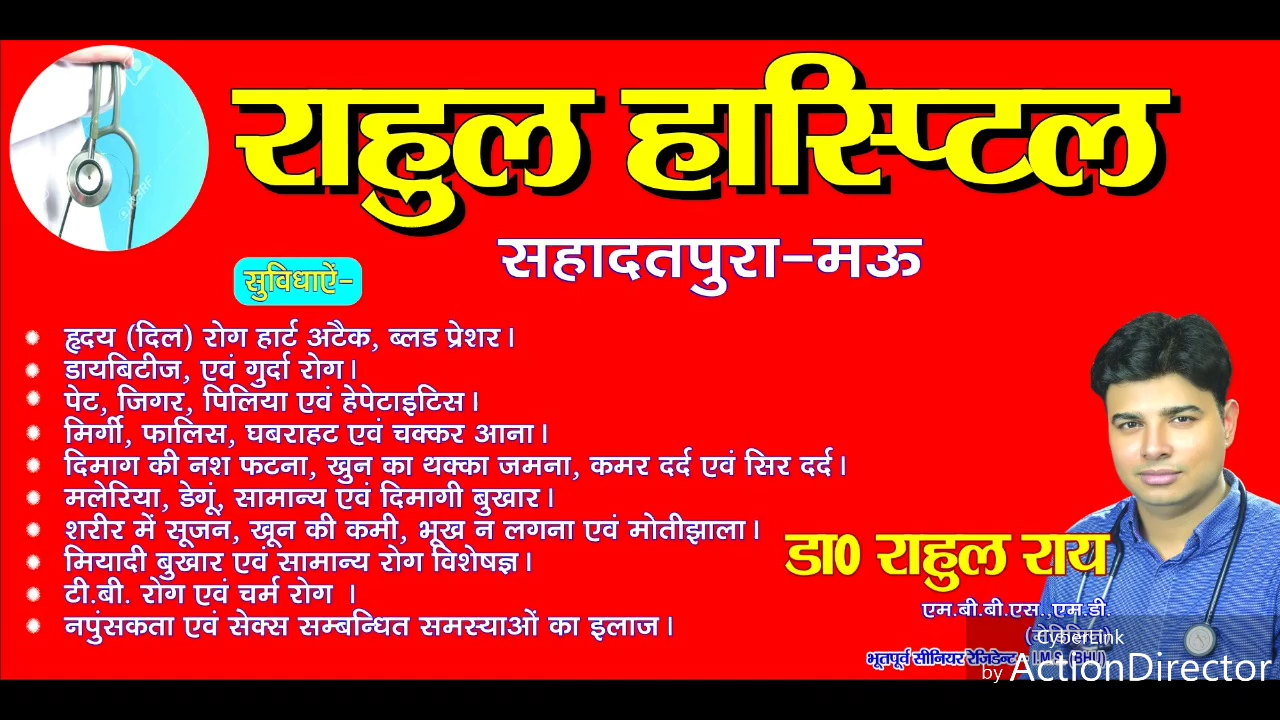 राहुल हास्पिटल
सहादतपुरा-मऊ
सुविधाऐं-
हृदय (दिल) रोग हार्ट अटैक, ब्लड प्रेशर।
डायबिटीज, एवं गुर्दा रोग।
पेट, जिगर, पिलिया एवं हेपेटाइटिस।
मिर्गी, फालिस, घबराहट एवं चक्कर आना।
दिमाग की नश फटना, खुन का थक्का जमना, कमर दर्द एवं सिर दर्द।
मलेरिया, डेगूं, सामान्य एवं दिमागी बुखार।
शरीर में सूजन, खून की कमी, भूख न लगना एवं मोतीझाला।
मियादी बुखार एवं सामान्य रोग विशेषज्ञ।
टी.बी. रोग एवं चर्म रोग ।
नपुंसकता एवं सेक्स सम्बन्धित समस्याओं का इलाज।
डा0 राहुल राय
एम.बी.बी.एस., एम.डी.
CyberLink
भूतपूर्व सीनियर रेजिडेन्ट - I.M.S. (BHU)
by ActionDirector